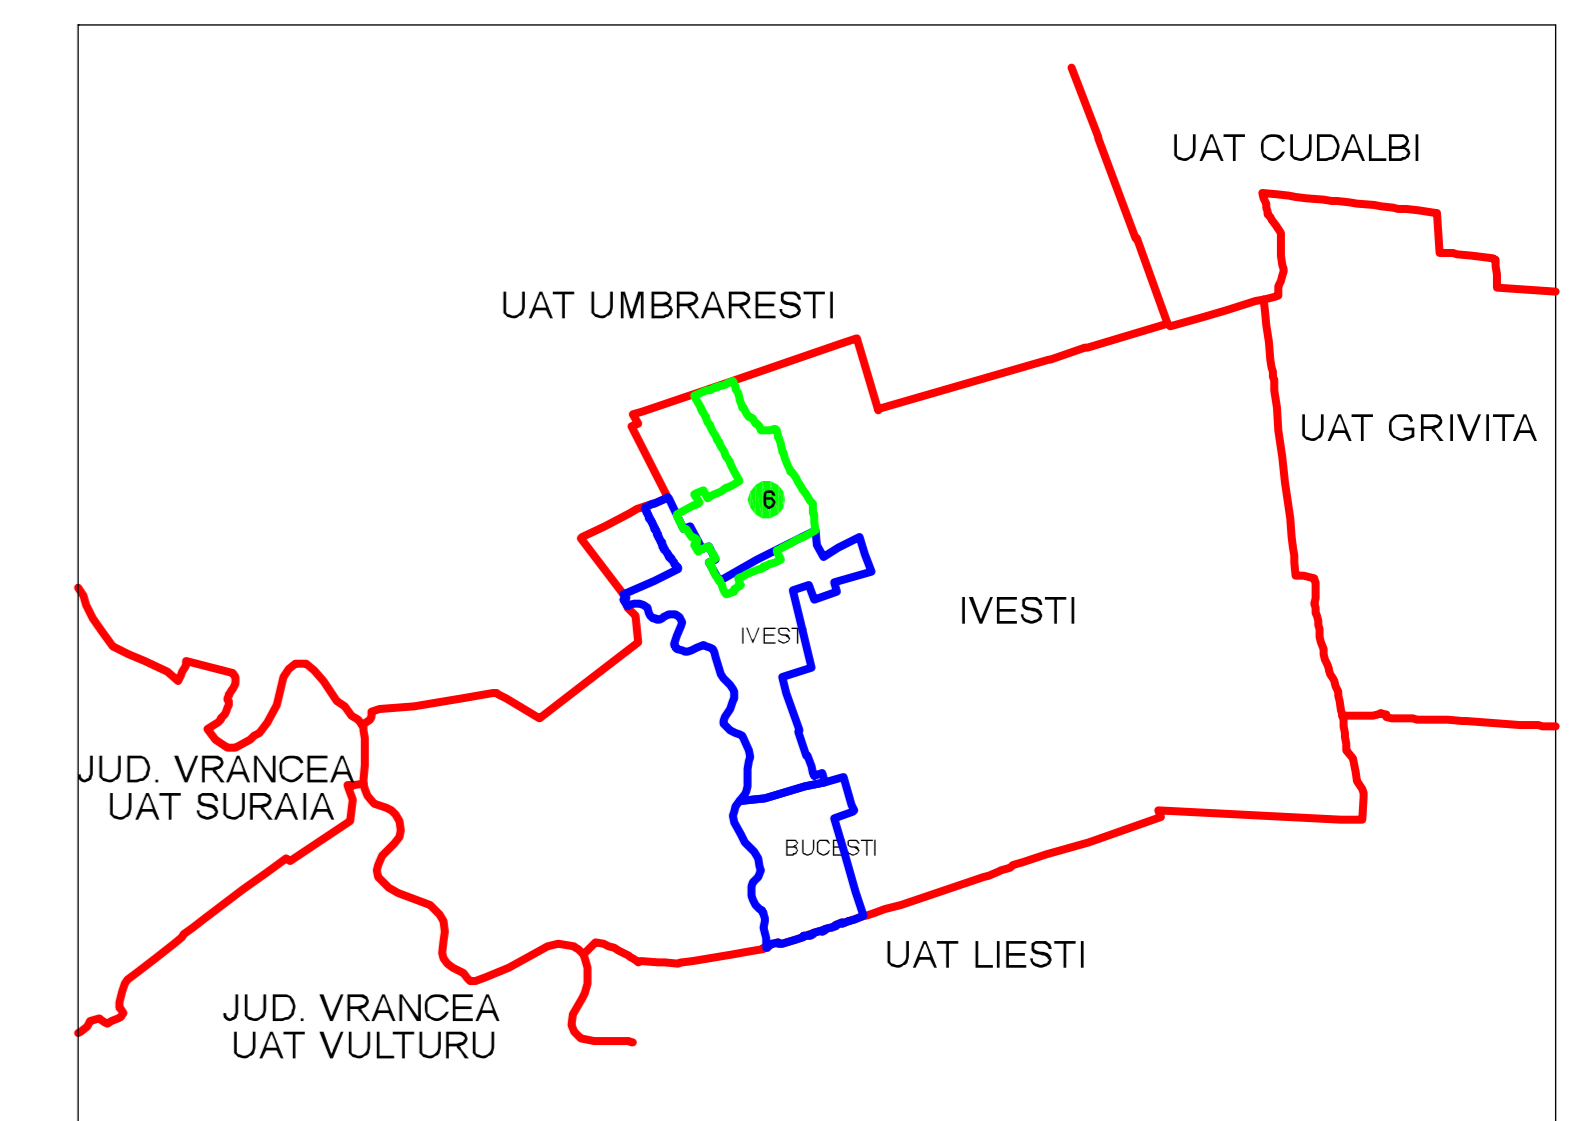 UAT CUDALBI
UAT UMBRARESTI
UAT GRIVITA
6
IVESTI
IVESTI
JUD. VRANCEA
UAT SURAIA
BUCESTI
UAT LIESTI
JUD. VRANCEA
UAT VULTURU